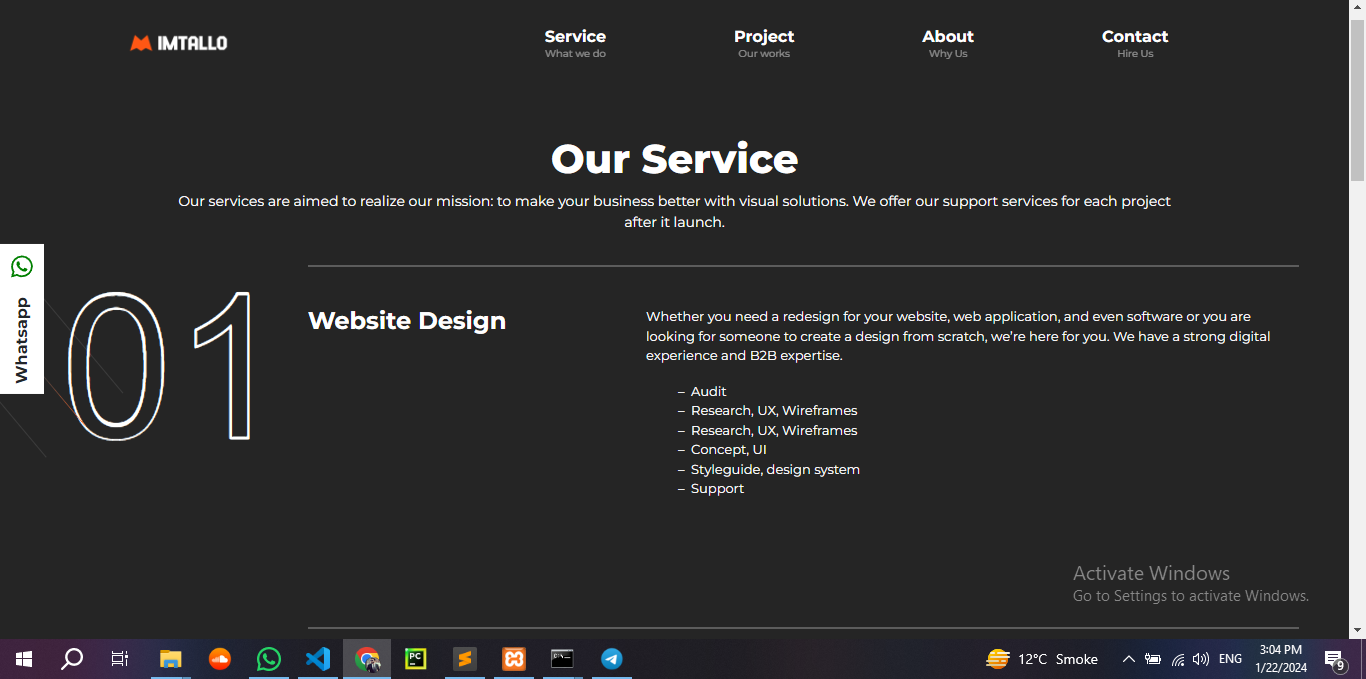 IMTALLO
Service
What we do
Project
Our works
About
Why Us
Contact
Hire Us
Our Service
Our services are aimed to realize our mission: to make your business better with visual solutions. We offer our support services for each project
after it launch.
Whatsapp
01
Website Design
Whether you need a redesign for your website, web application, and even software or you are
looking for someone to create a design from scratch, we're here for you. We have a strong digital
experience and B2B expertise.
– Audit
– Research, UX, Wireframes
– Research, UX, Wireframes
– Concept, UI
– Styleguide, design system
– Support
Activate Windows
Go to Settings to activate Windows.
PC
12°C Smoke
ENG
3:04 PM
1/22/2024
9